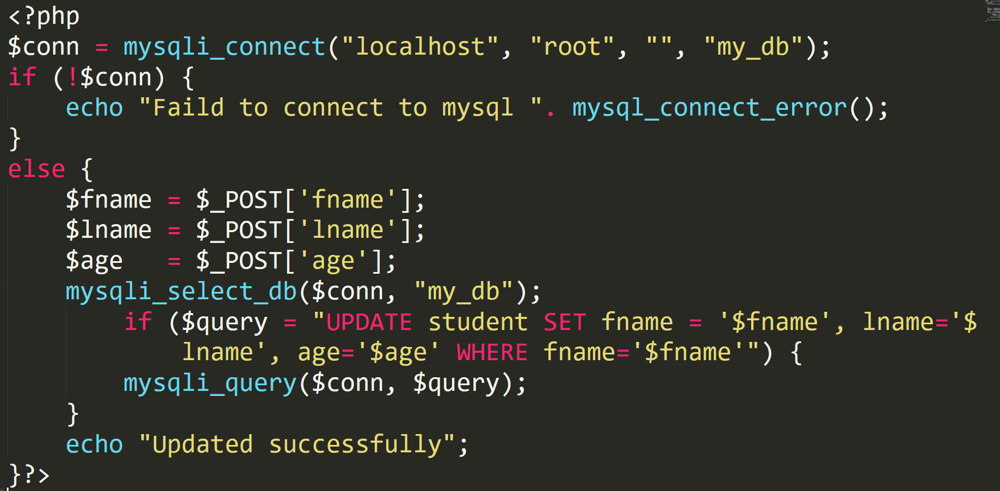 <?php
$conn = mysqli_connect("localhost", "root", "", "my_db");
if (!$conn) {
    echo "Faild to connect to mysql ". mysql_connect_error();
}
else {
    $fname = $_POST['fname'];
    $lname = $_POST['lname'];
    $age   = $_POST['age'];
    mysqli_select_db($conn, "my_db");
        if ($query = "UPDATE student SET fname = '$fname', lname='$
            lname', age='$age' WHERE fname='$fname'") {
        mysqli_query($conn, $query);
    }
    echo "Updated successfully";
}?>